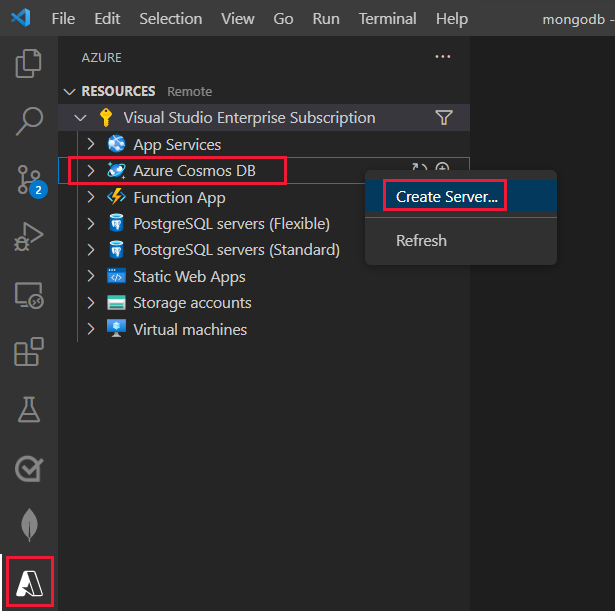 File Edit Selection View Go Run Terminal Help mongodb -
AZURE
RESOURCES Remote
Visual Studio Enterprise Subscription
App Services
Azure Cosmos DB
Create Server...
Function App
PostgreSQL servers (Flexible)
Refresh
PostgreSQL servers (Standard)
Static Web Apps
Storage accounts
Virtual machines
2